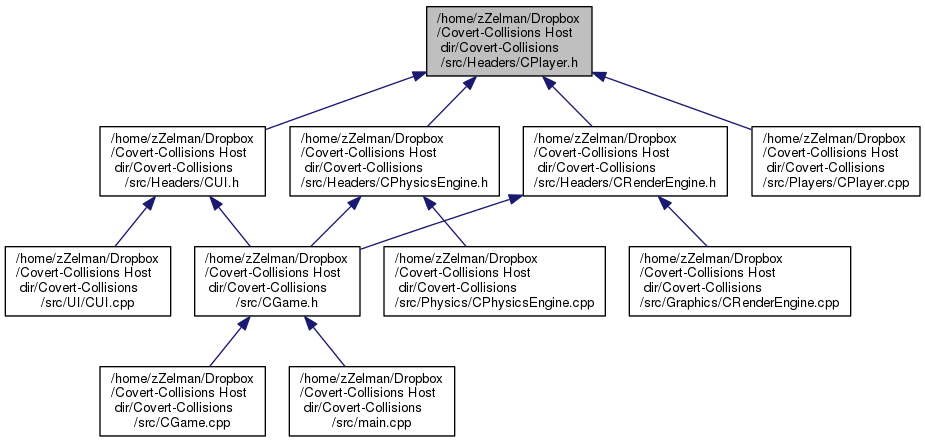 /home/zZelman/Dropbox
/Covert-Collisions Host
dir/Covert-Collisions
/src/Headers/CPlayer.h
/home/zZelman/Dropbox
/Covert-Collisions Host
dir/Covert-Collisions
/src/Headers/CUI.h
/home/zZelman/Dropbox
/Covert-Collisions Host
dir/Covert-Collisions
/src/Headers/CPhysicsEngine.h
/home/zZelman/Dropbox
/Covert-Collisions Host
dir/Covert-Collisions
/src/Headers/CRenderEngine.h
/home/zZelman/Dropbox
/Covert-Collisions Host
dir/Covert-Collisions
/src/Players/CPlayer.cpp
/home/zZelman/Dropbox
/Covert-Collisions Host
dir/Covert-Collisions
/src/UI/CUI.cpp
/home/zZelman/Dropbox
/Covert-Collisions Host
dir/Covert-Collisions
/src/CGame.h
/home/zZelman/Dropbox
/Covert-Collisions Host
dir/Covert-Collisions
/src/Physics/CPhysicsEngine.cpp
/home/zZelman/Dropbox
/Covert-Collisions Host
dir/Covert-Collisions
/src/Graphics/CRenderEngine.cpp
/home/zZelman/Dropbox
/Covert-Collisions Host
dir/Covert-Collisions
/src/CGame.cpp
/home/zZelman/Dropbox
/Covert-Collisions Host
dir/Covert-Collisions
/src/main.cpp